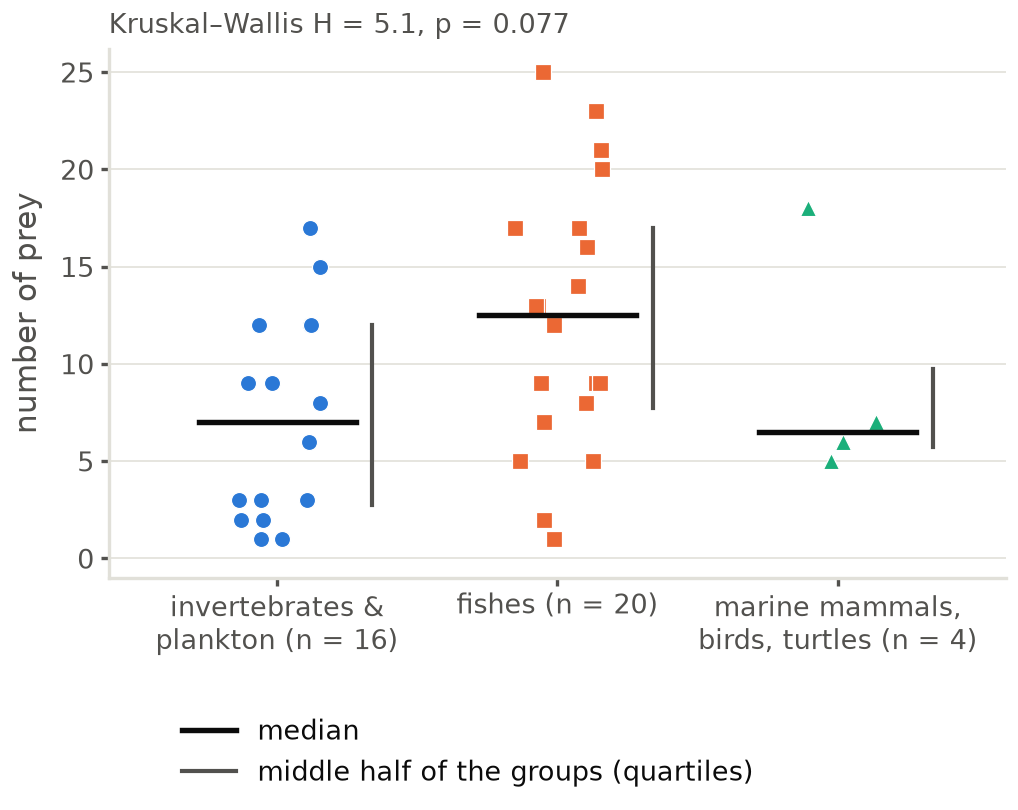 Kruskal–Wallis H = 5.1, p = 0.077
number of prey
25
20
15
10
5
0
invertebrates &
plankton (n = 16)
fishes (n = 20)
marine mammals,
birds, turtles (n = 4)
median
middle half of the groups (quartiles)